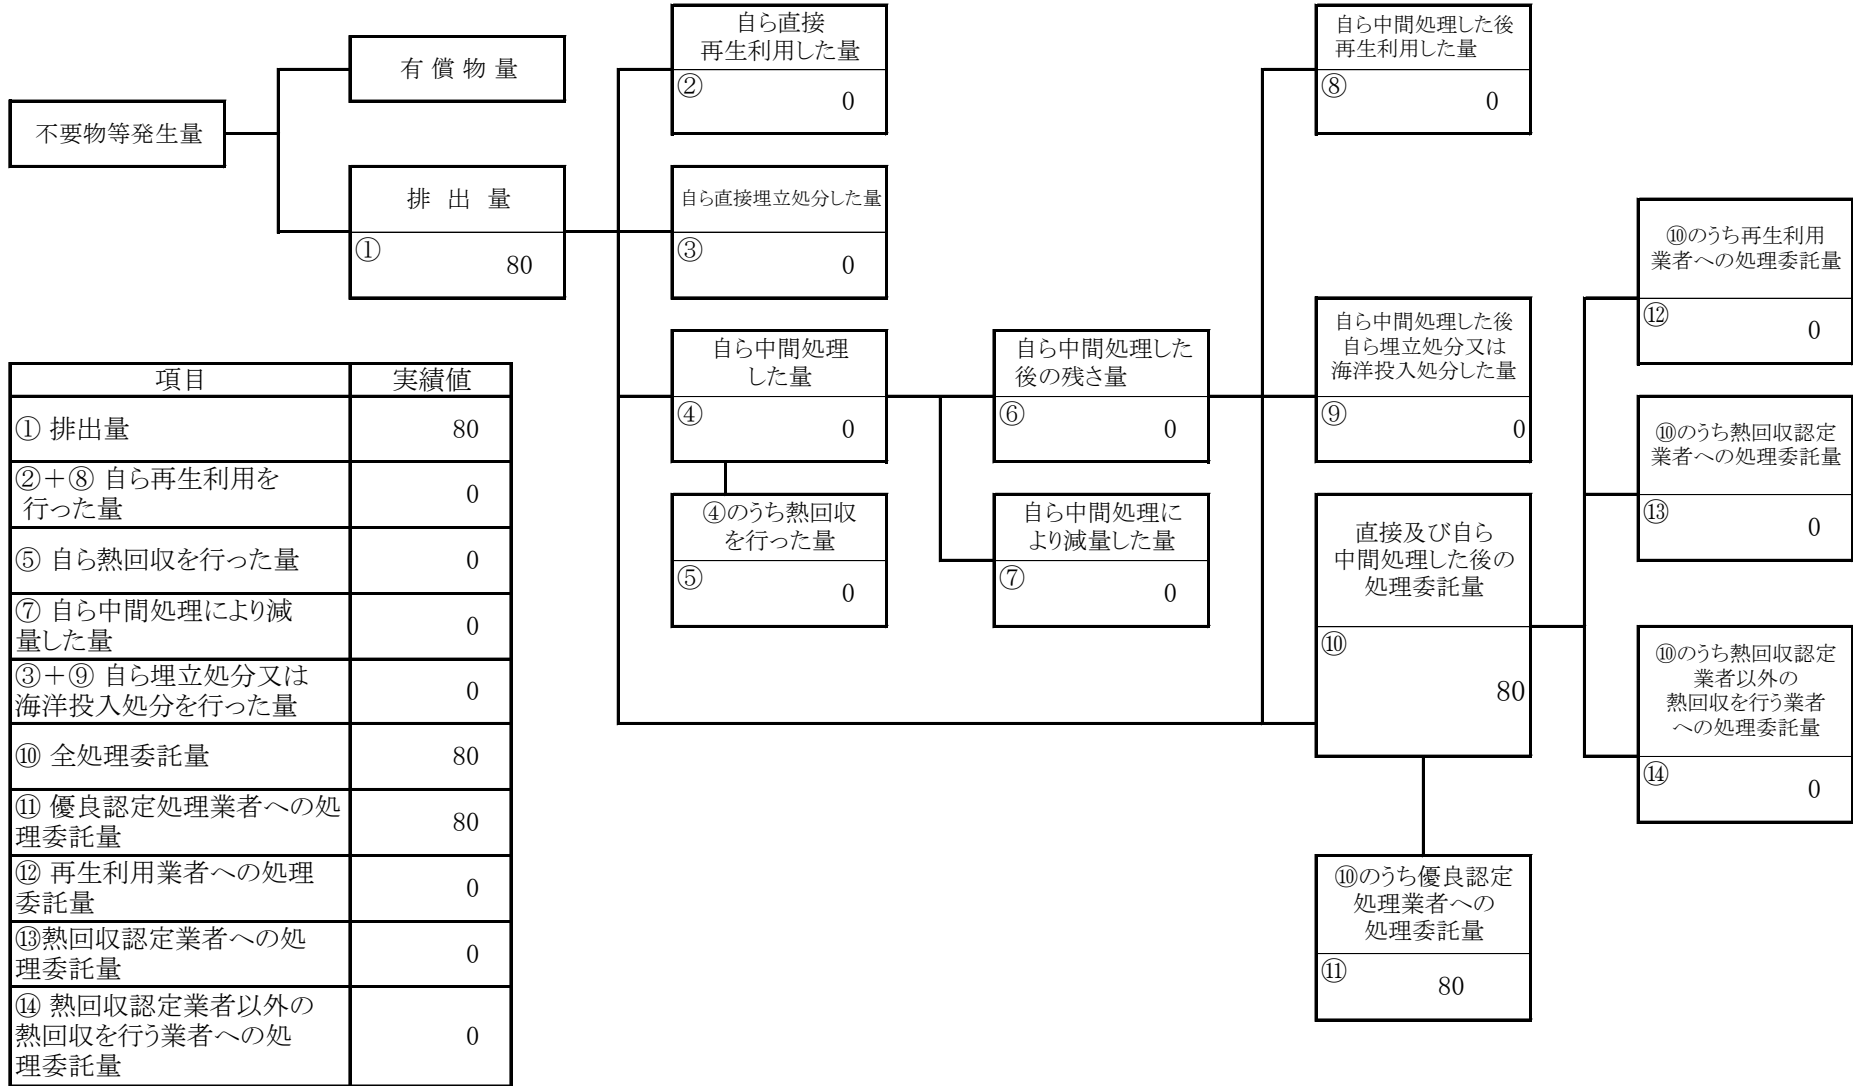 不要物等発生量
有 償 物 量
排 出 量
①
80
自ら直接
再生利用した量
②
0
自ら直接埋立処分した量
③
0
自ら中間処理
した量
④
0
④のうち熱回収
を行った量
⑤
0
自ら中間処理した
後の残さ量
⑥
0
自ら中間処理に
より減量した量
⑦
0
自ら中間処理した後
再生利用した量
⑧
0
自ら中間処理した後
自ら埋立処分又は
海洋投入処分した量
⑨
0
直接及び自ら
中間処理した後の
処理委託量
⑩
80
⑩のうち優良認定
処理業者への
処理委託量
⑪
80
⑩のうち再生利用
業者への処理委託量
⑫
0
⑩のうち熱回収認定
業者への処理委託量
⑬
0
⑩のうち熱回収認定
業者以外の
熱回収を行う業者
への処理委託量
⑭
0
項目 実績値
① 排出量 80
②+⑧ 自ら再生利用を
行った量 0
⑤ 自ら熱回収を行った量 0
⑦ 自ら中間処理により減
量した量 0
③+⑨ 自ら埋立処分又は
海洋投入処分を行った量 0
⑩ 全処理委託量 80
⑪ 優良認定処理業者への処
理委託量 80
⑫ 再生利用業者への処理
委託量 0
⑬熱回収認定業者への処
理委託量 0
⑭ 熱回収認定業者以外の
熱回収を行う業者への処
理委託量 0